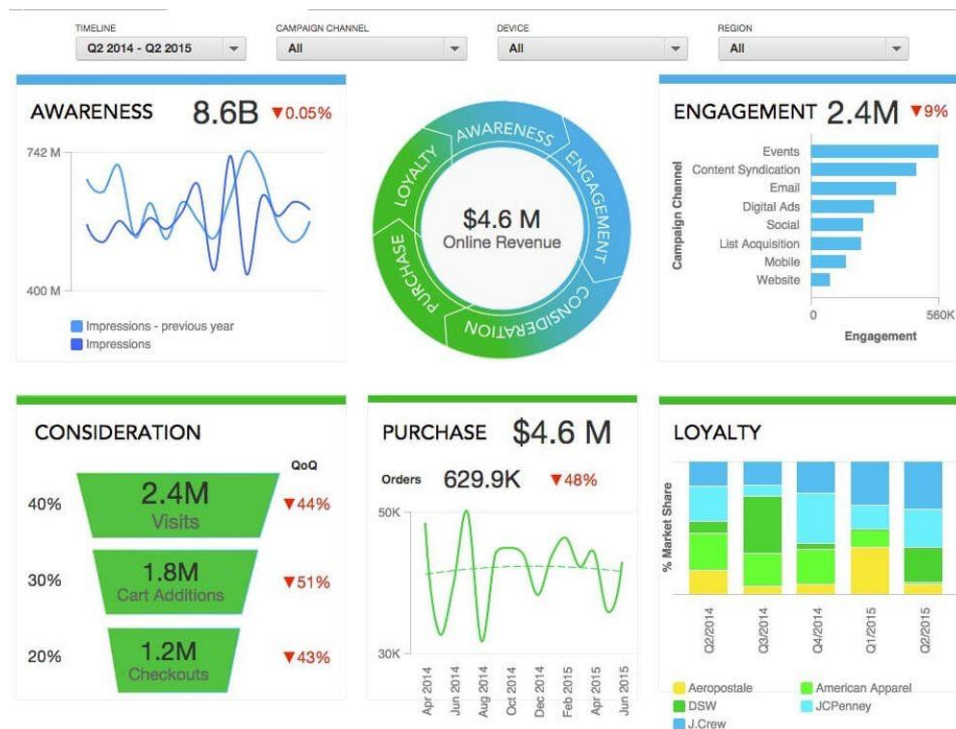 TIMELINE
Q2 2014 - Q2 2015
CAMPAIGN CHANNEL
All
DEVICE
All
REGION
All
AWARENESS 8.6B ▼0.05%
742 M
400 M
Impressions - previous year
Impressions
AWARENESS
ENGAGEMENT
CONSIDERATION
PURCHASE
LOYALTY
$4.6 M
Online Revenue
ENGAGEMENT 2.4M ▼9%
Campaign Channel
Events
Content Syndication
Email
Digital Ads
Social
List Acquisition
Mobile
Website
0 560K
Engagement
CONSIDERATION
QoQ
40% 2.4M ▼44%
Visits
30% 1.8M ▼51%
Cart Additions
20% 1.2M ▼43%
Checkouts
PURCHASE $4.6 M
Orders 629.9K ▼48%
50K
30K
Apr 2014
Jun 2014
Aug 2014
Oct 2014
Dec 2014
Feb 2015
Apr 2015
Jun 2015
LOYALTY
% Market Share
Q2/2014
Q3/2014
Q4/2014
Q1/2015
Q2/2015
Aeropostale
American Apparel
DSW
JCPenney
J.Crew